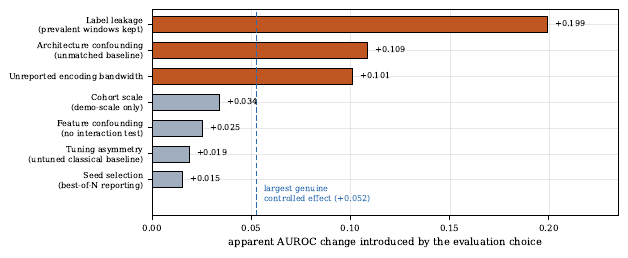 Label leakage
(prevalent windows kept)
+0.199
Architecture confounding
(unmatched baseline)
+0.109
Unreported encoding bandwidth
+0.101
Cohort scale
(demo-scale only)
+0.034
Feature confounding
(no interaction test)
+0.025
Tuning asymmetry
(untuned classical baseline)
+0.019
Seed selection
(best-of-N reporting)
+0.015
largest genuine
controlled effect (+0.052)
0.00 0.05 0.10 0.15 0.20
apparent AUROC change introduced by the evaluation choice